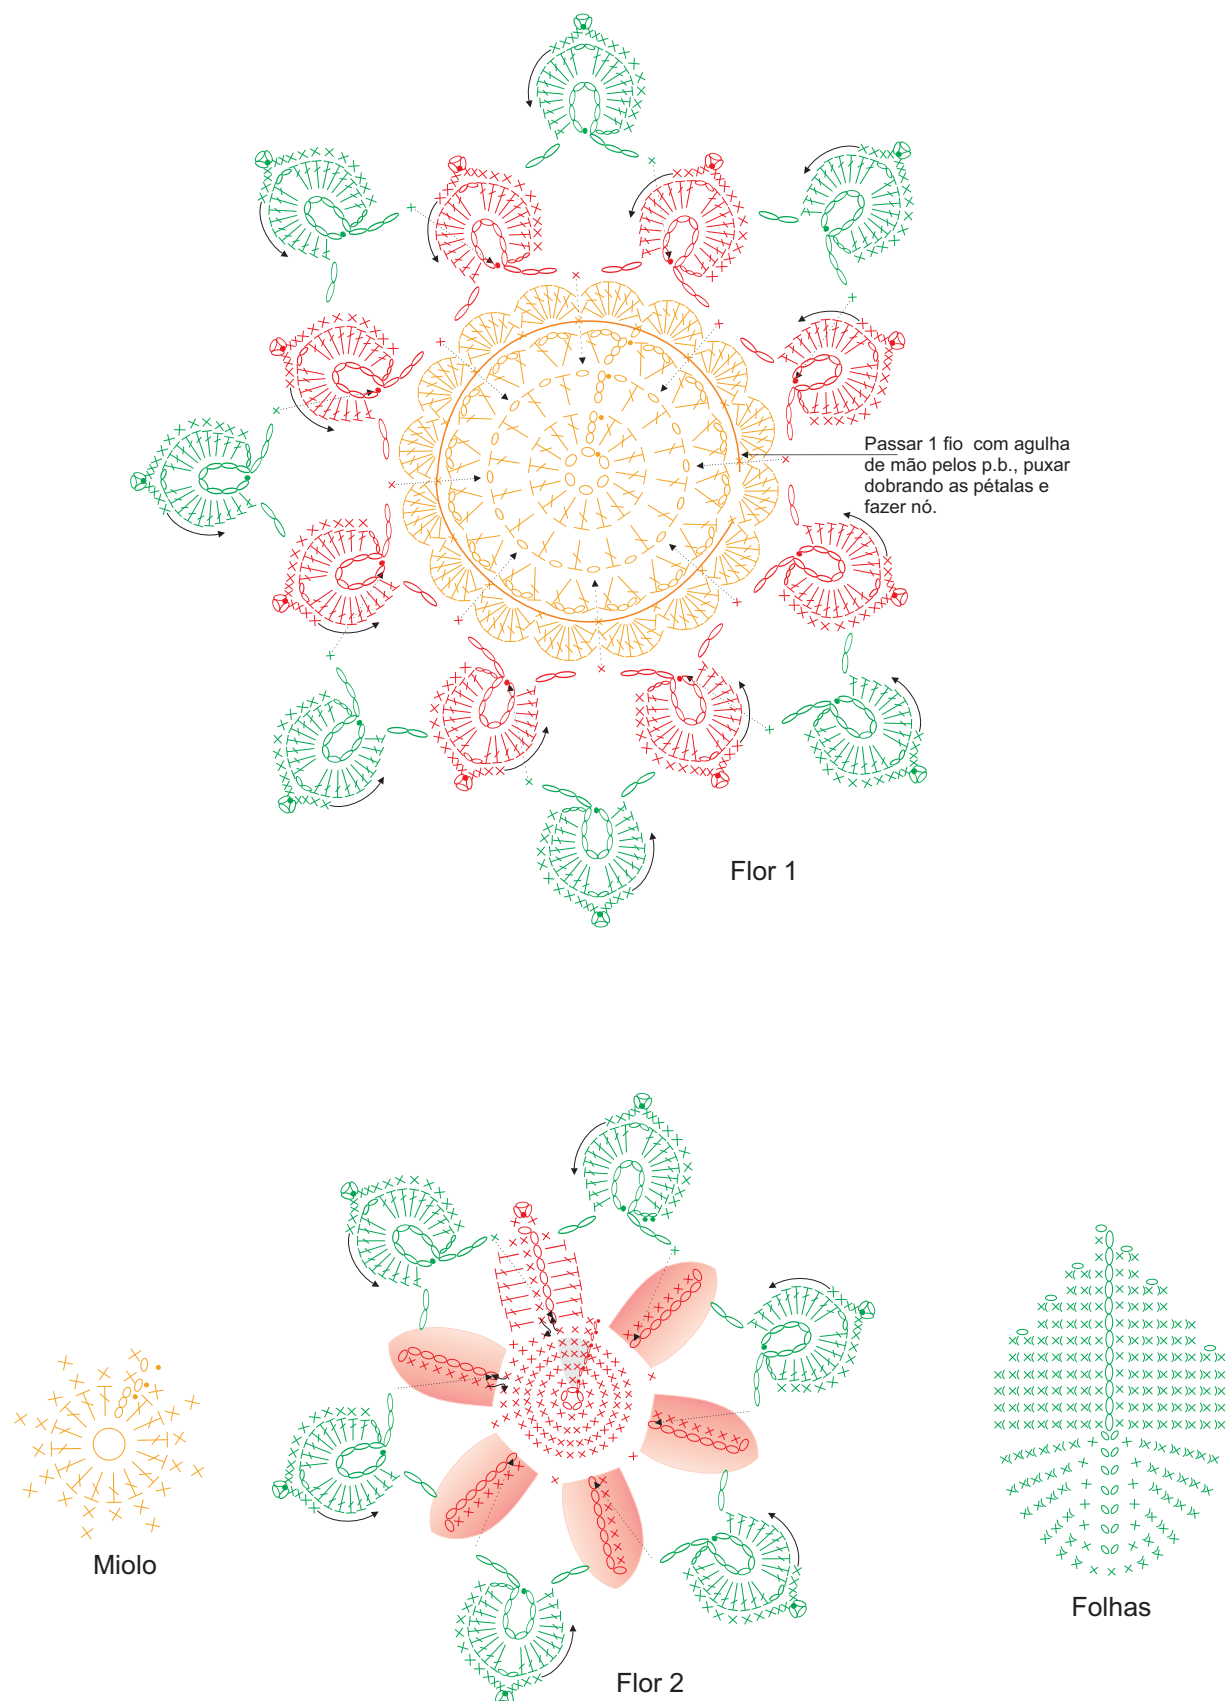 Passar 1 fio com agulha
de mão pelos p.b., puxar
dobrando as pétalas e
fazer nó.
Flor 1
Miolo
Folhas
Flor 2